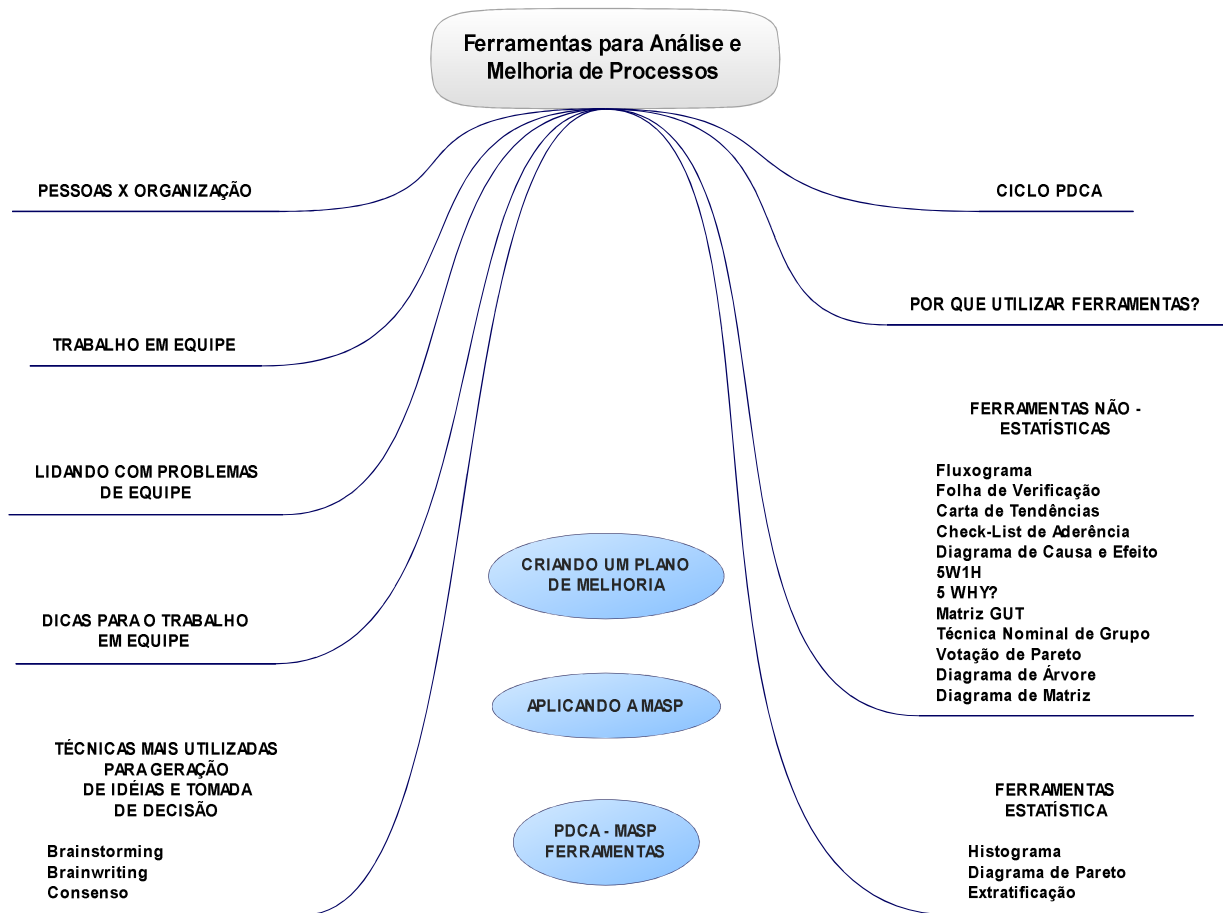 Ferramentas para Análise e
Melhoria de Processos
PESSOAS X ORGANIZAÇÃO
TRABALHO EM EQUIPE
LIDANDO COM PROBLEMAS
DE EQUIPE
DICAS PARA O TRABALHO
EM EQUIPE
TÉCNICAS MAIS UTILIZADAS
PARA GERAÇÃO
DE IDÉIAS E TOMADA
DE DECISÃO
Brainstorming
Brainwriting
Consenso
CRIANDO UM PLANO
DE MELHORIA
APLICANDO A MASP
PDCA - MASP
FERRAMENTAS
CICLO PDCA
POR QUE UTILIZAR FERRAMENTAS?
FERRAMENTAS NÃO -
ESTATÍSTICAS
Fluxograma
Folha de Verificação
Carta de Tendências
Check-List de Aderência
Diagrama de Causa e Efeito
5W1H
5 WHY?
Matriz GUT
Técnica Nominal de Grupo
Votação de Pareto
Diagrama de Árvore
Diagrama de Matriz
FERRAMENTAS
ESTATÍSTICA
Histograma
Diagrama de Pareto
Extratificação